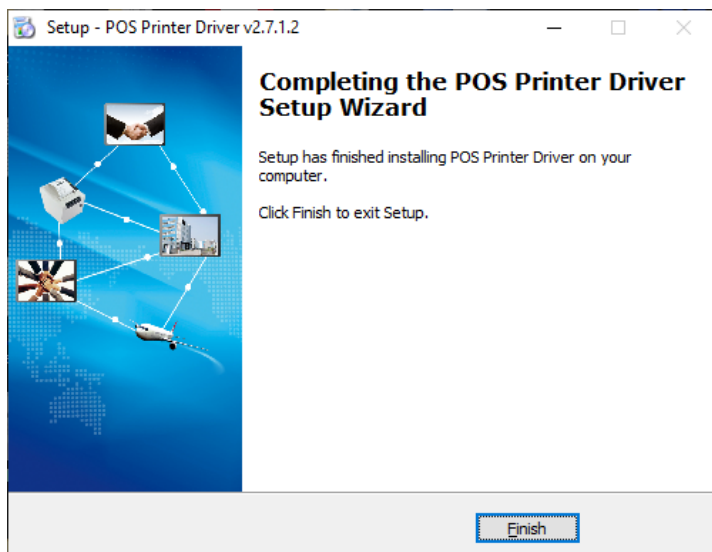 Setup - POS Printer Driver v2.7.1.2
Completing the POS Printer Driver
Setup Wizard
Setup has finished installing POS Printer Driver on your
computer.
Click Finish to exit Setup.
Finish